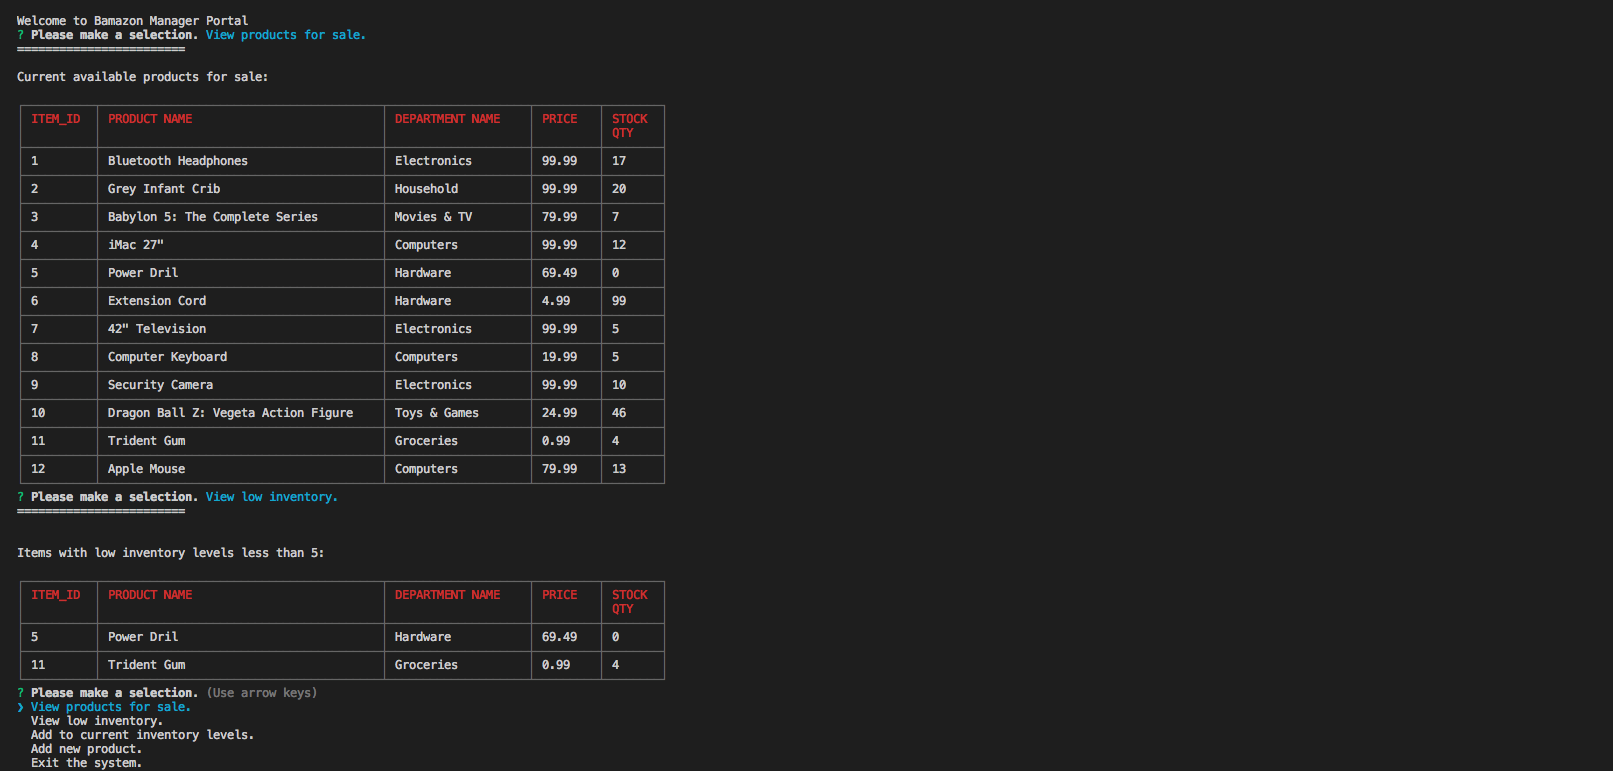 Welcome to Bamazon Manager Portal
? Please make a selection. View products for sale.
========================
Current available products for sale:
ITEM_ID PRODUCT NAME DEPARTMENT NAME PRICE STOCK
QTY
1 Bluetooth Headphones Electronics 99.99 17
2 Grey Infant Crib Household 99.99 20
3 Babylon 5: The Complete Series Movies & TV 79.99 7
4 iMac 27" Computers 99.99 12
5 Power Dril Hardware 69.49 0
6 Extension Cord Hardware 4.99 99
7 42" Television Electronics 99.99 5
8 Computer Keyboard Computers 19.99 5
9 Security Camera Electronics 99.99 10
10 Dragon Ball Z: Vegeta Action Figure Toys & Games 24.99 46
11 Trident Gum Groceries 0.99 4
12 Apple Mouse Computers 79.99 13
? Please make a selection. View low inventory.
========================
Items with low inventory levels less than 5:
ITEM_ID PRODUCT NAME DEPARTMENT NAME PRICE STOCK
QTY
5 Power Dril Hardware 69.49 0
11 Trident Gum Groceries 0.99 4
? Please make a selection. (Use arrow keys)
❯ View products for sale.
View low inventory.
Add to current inventory levels.
Add new product.
Exit the system.